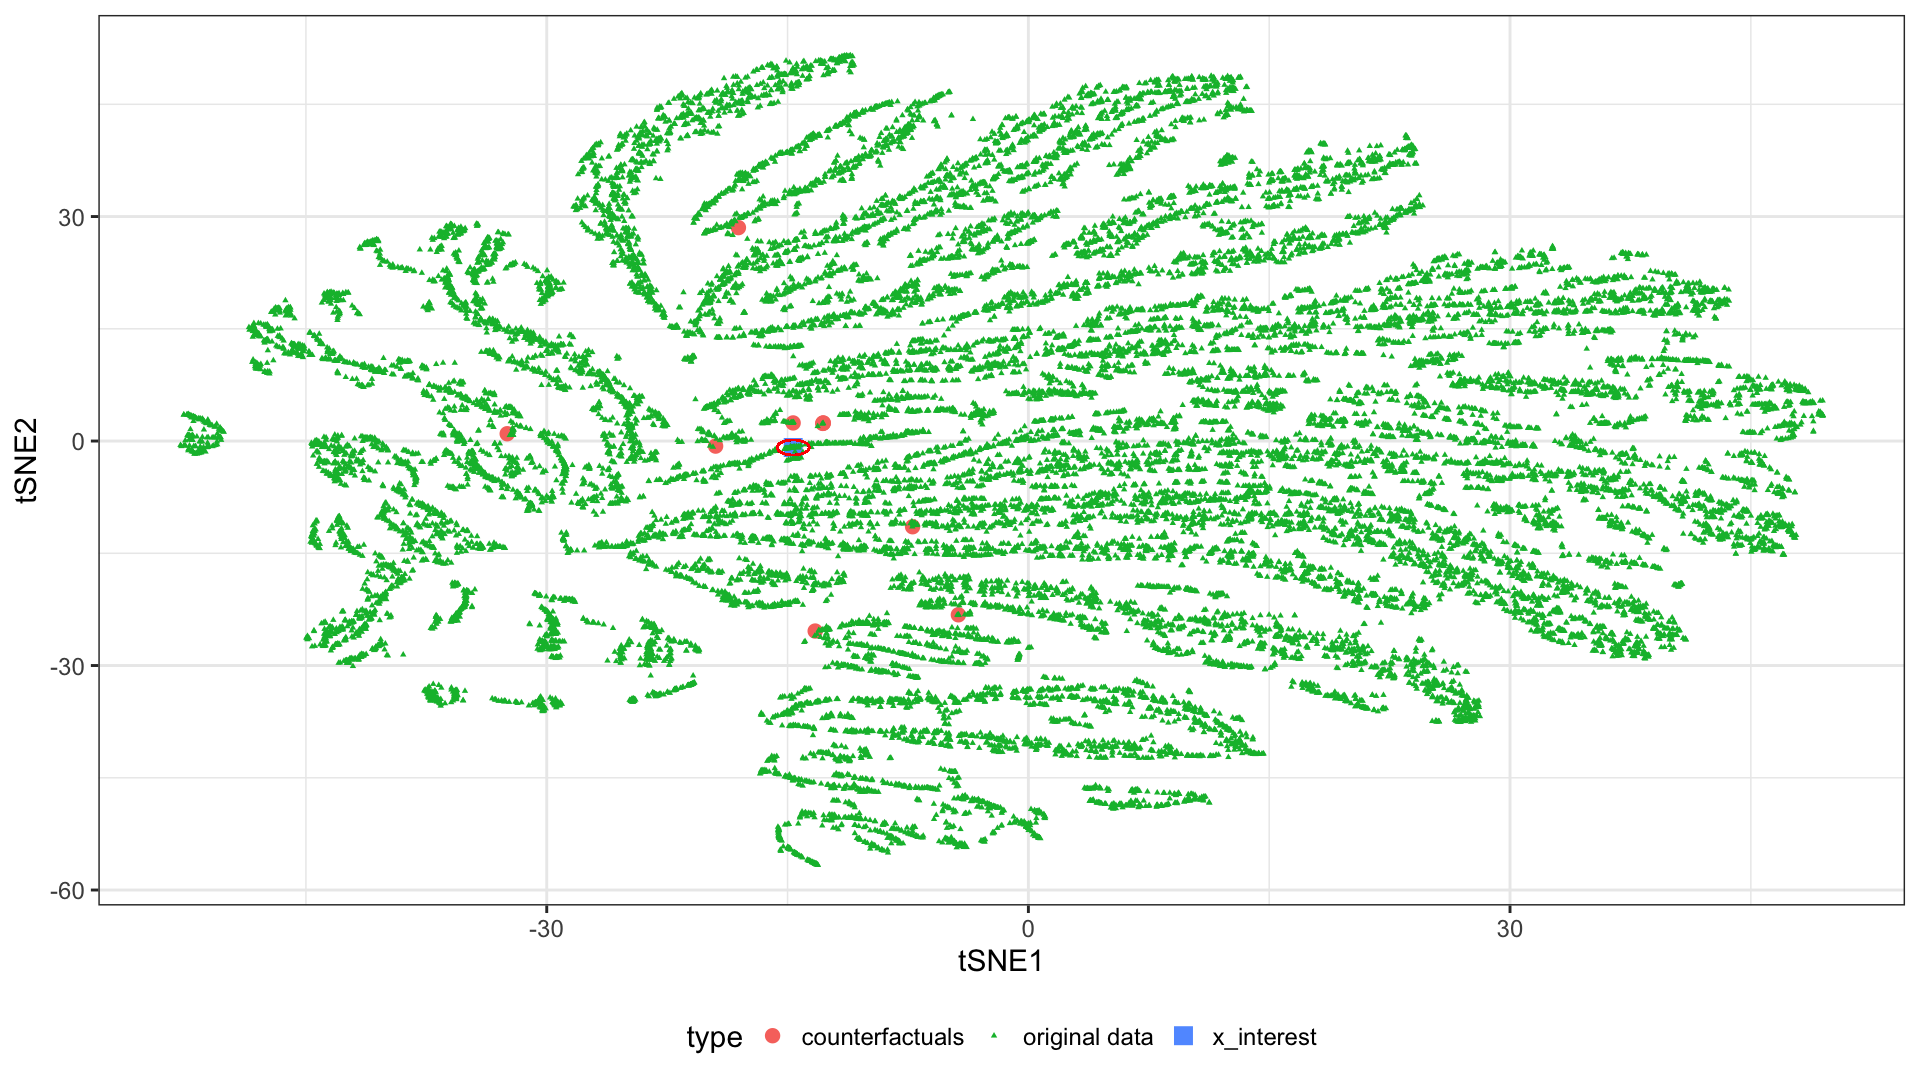 tSNE2
30
0
-30
-60
-30
0
30
tSNE1
type
counterfactuals
original data
x_interest